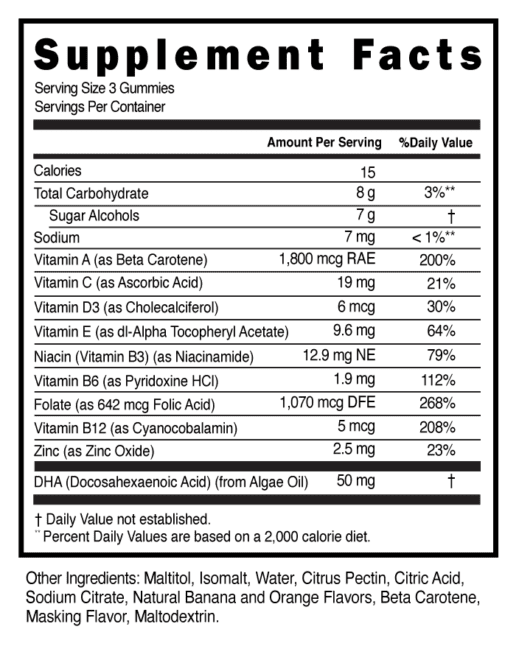 Supplement Facts
Serving Size 3 Gummies
Servings Per Container
Amount Per Serving %Daily Value
Calories 15
Total Carbohydrate 8 g 3%**
Sugar Alcohols 7 g †
Sodium 7 mg < 1%**
Vitamin A (as Beta Carotene) 1,800 mcg RAE 200%
Vitamin C (as Ascorbic Acid) 19 mg 21%
Vitamin D3 (as Cholecalciferol) 6 mcg 30%
Vitamin E (as dl-Alpha Tocopheryl Acetate) 9.6 mg 64%
Niacin (Vitamin B3) (as Niacinamide) 12.9 mg NE 79%
Vitamin B6 (as Pyridoxine HCl) 1.9 mg 112%
Folate (as 642 mcg Folic Acid) 1,070 mcg DFE 268%
Vitamin B12 (as Cyanocobalamin) 5 mcg 208%
Zinc (as Zinc Oxide) 2.5 mg 23%
DHA (Docosahexaenoic Acid) (from Algae Oil) 50 mg †
† Daily Value not established.
** Percent Daily Values are based on a 2,000 calorie diet.
Other Ingredients: Maltitol, Isomalt, Water, Citrus Pectin, Citric Acid,
Sodium Citrate, Natural Banana and Orange Flavors, Beta Carotene,
Masking Flavor, Maltodextrin.